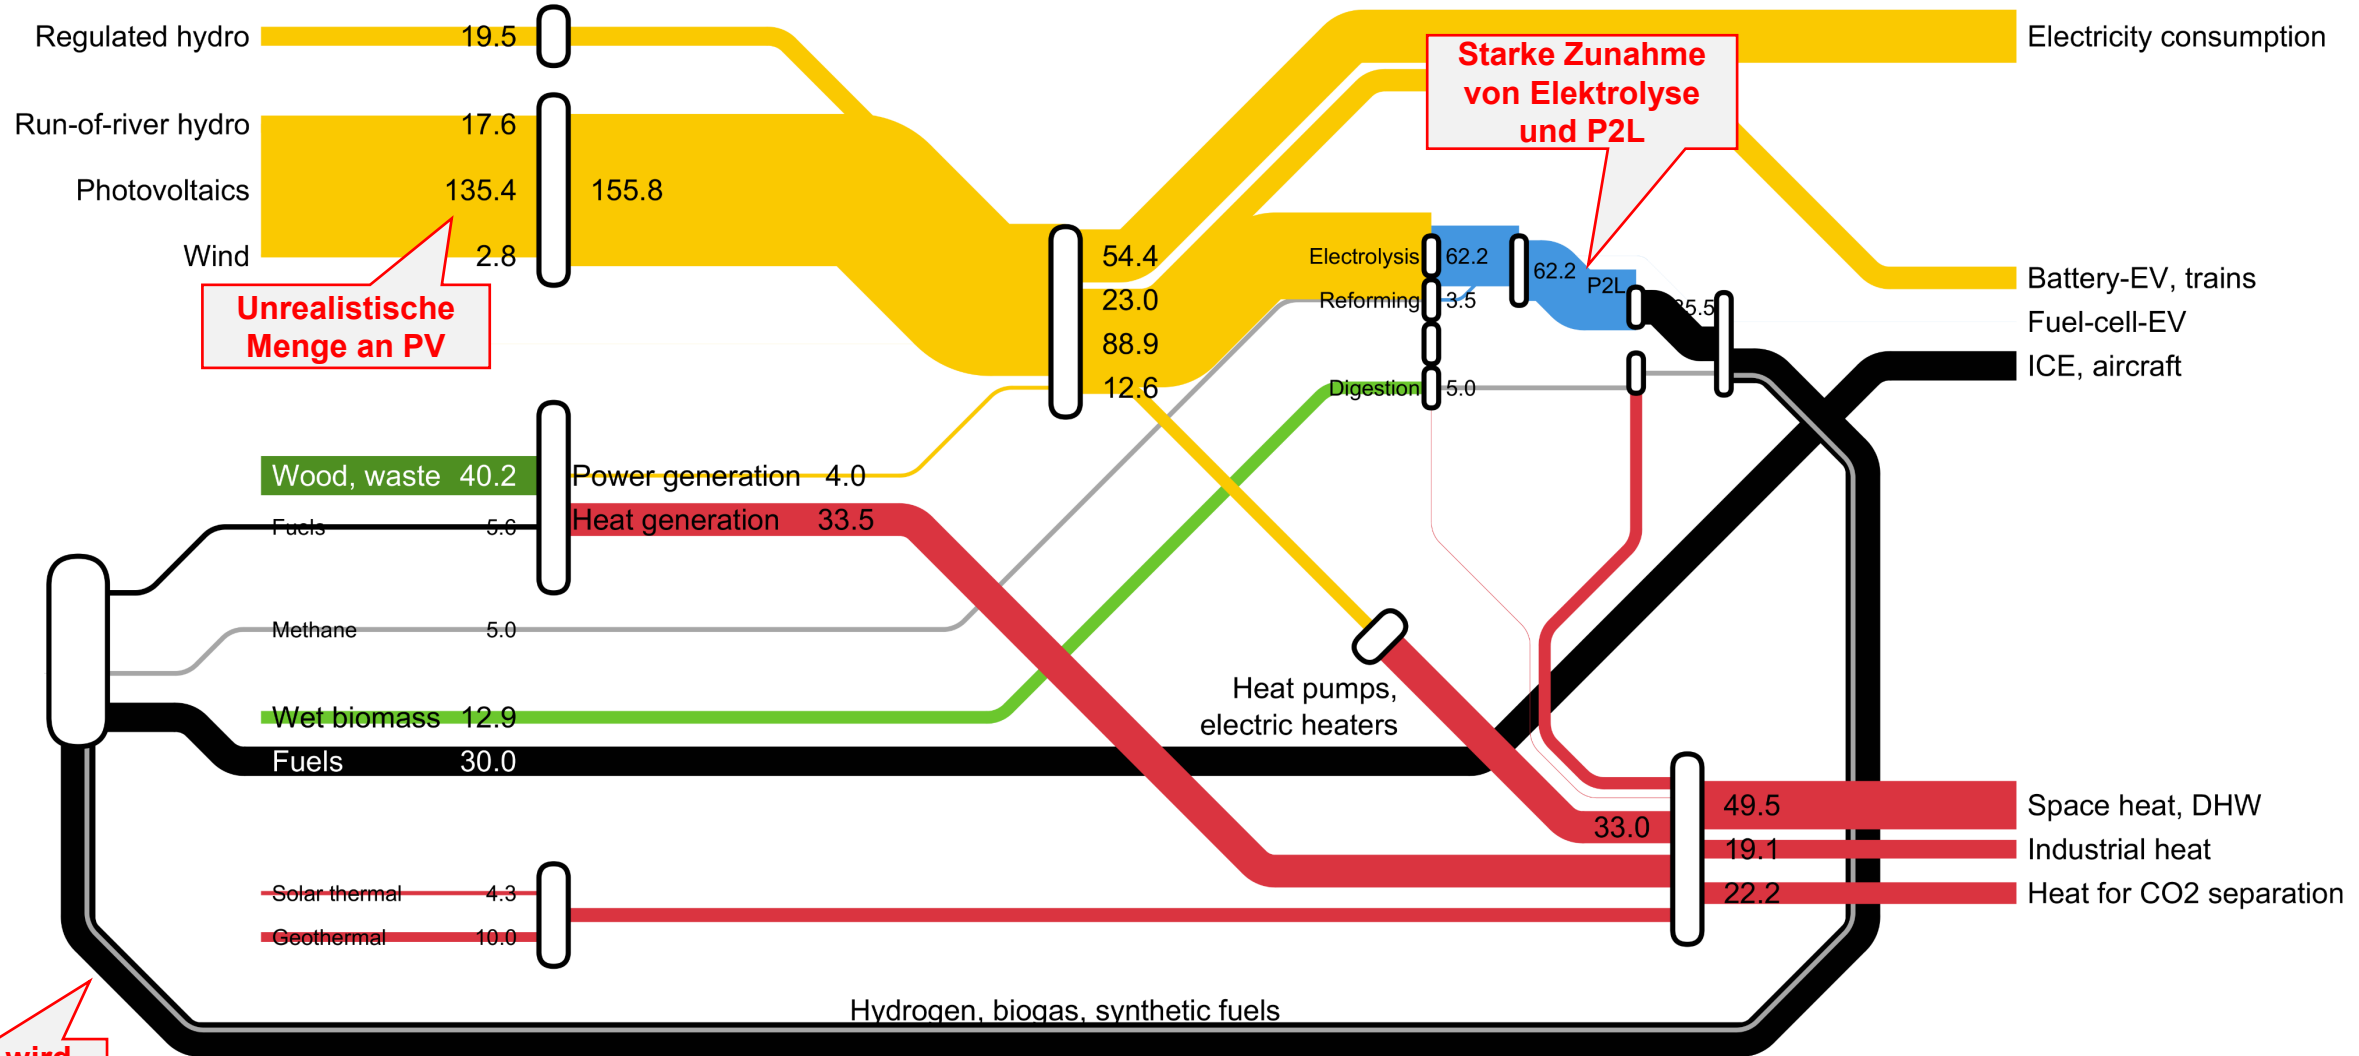 Regulated hydro 19.5
Electricity consumption
Starke Zunahme
von Elektrolyse
und P2L
Run-of-river hydro 17.6
Photovoltaics 135.4 155.8
Wind 2.8
54.4
Electrolysis 62.2
62.2
P2L
Battery-EV, trains
23.0
Reforming 3.5
Unrealistische
Menge an PV
Fuel-cell-EV
88.9
ICE, aircraft
12.6
Digestion 5.0
Wood, waste 40.2
Power generation 4.0
Fuels
Heat generation 33.5
Methane 5.0
Heat pumps,
electric heaters
Wet biomass 12.9
Fuels 30.0
33.0
49.5 Space heat, DHW
19.1 Industrial heat
22.2 Heat for CO2 separation
Solar thermal 4.3
Geothermal 10.0
Hydrogen, biogas, synthetic fuels
wird